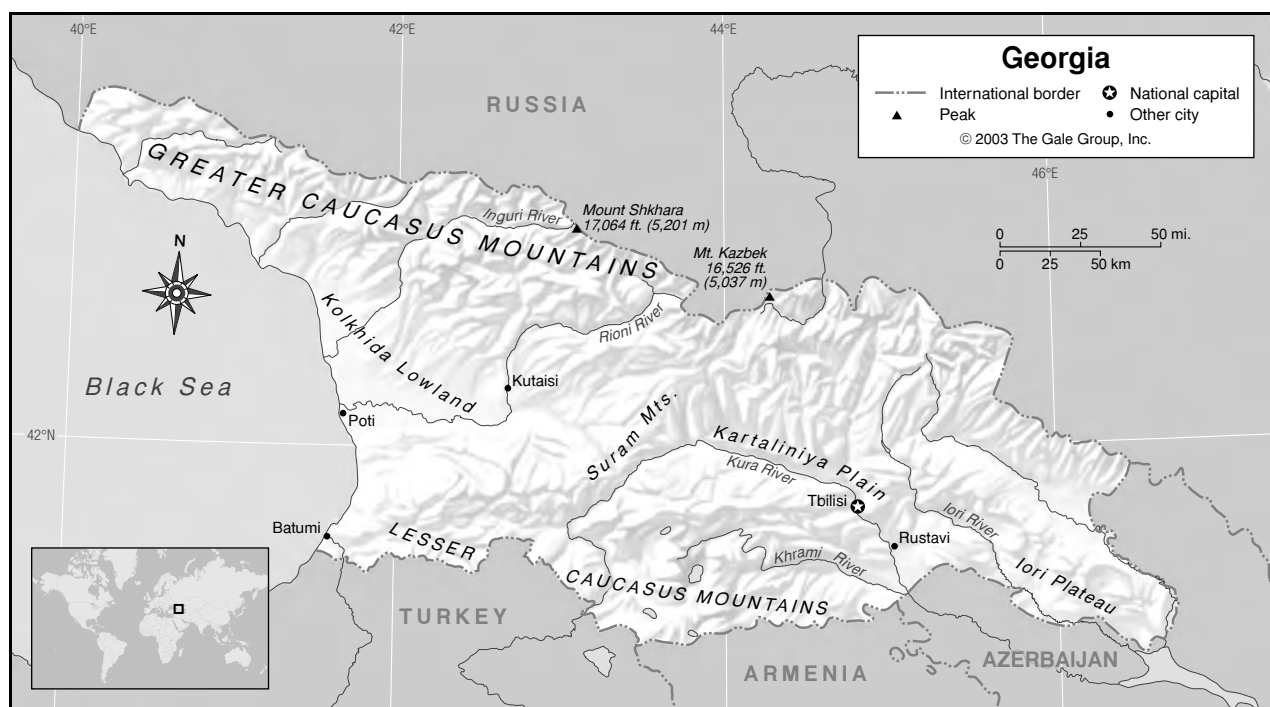 40°E
42°E
44°E
46°E
42°N
Georgia
International border
National capital
Peak
Other city
© 2003 The Gale Group, Inc.
0 25 50 mi.
0 25 50 km
N
RUSSIA
GREATER CAUCASUS MOUNTAINS
Inguri River
Mount Shkhara
17,064 ft. (5,201 m)
Mt. Kazbek
16,526 ft.
(5,037 m)
Rioni River
Kolkhida Lowland
Black Sea
Kutaisi
Poti
Suram Mts.
Kartaliniya Plain
Kura River
Tbilisi
Batumi
LESSER
CAUCASUS MOUNTAINS
Khrami River
Rustavi
Iori River
Iori Plateau
TURKEY
ARMENIA
AZERBAIJAN